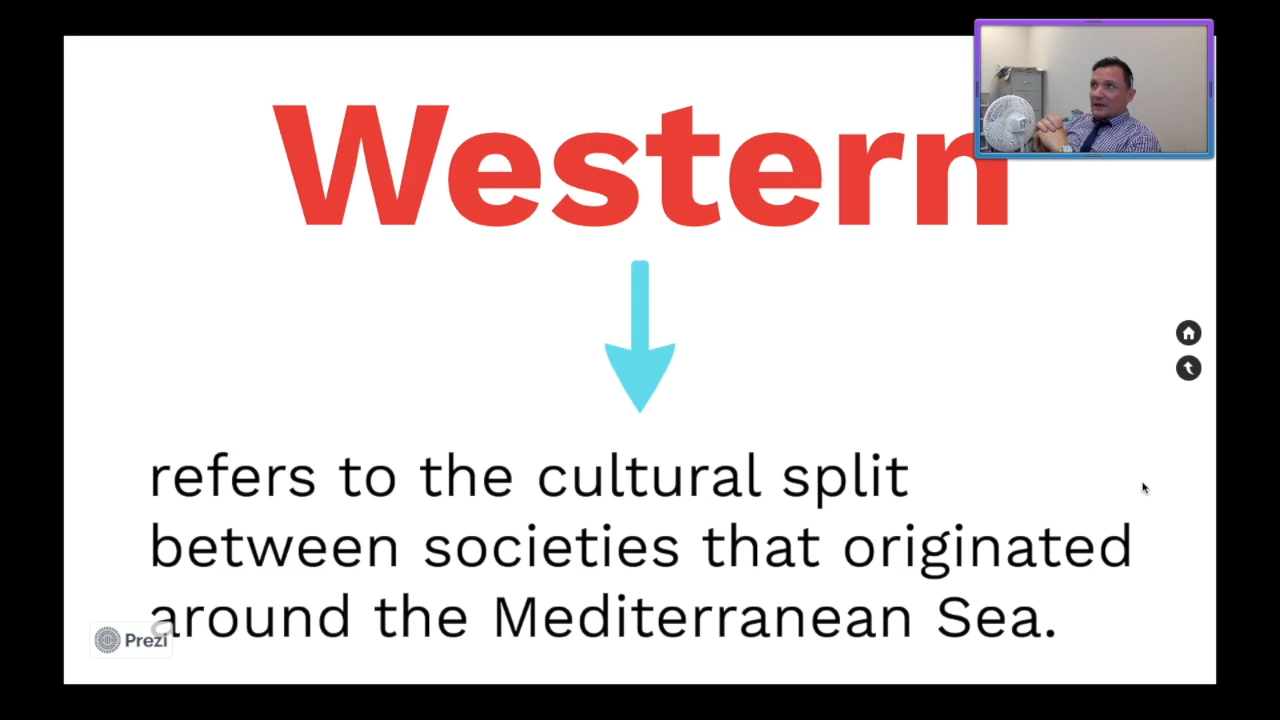 Western
refers to the cultural split
between societies that originated
around the Mediterranean Sea.
Prezi